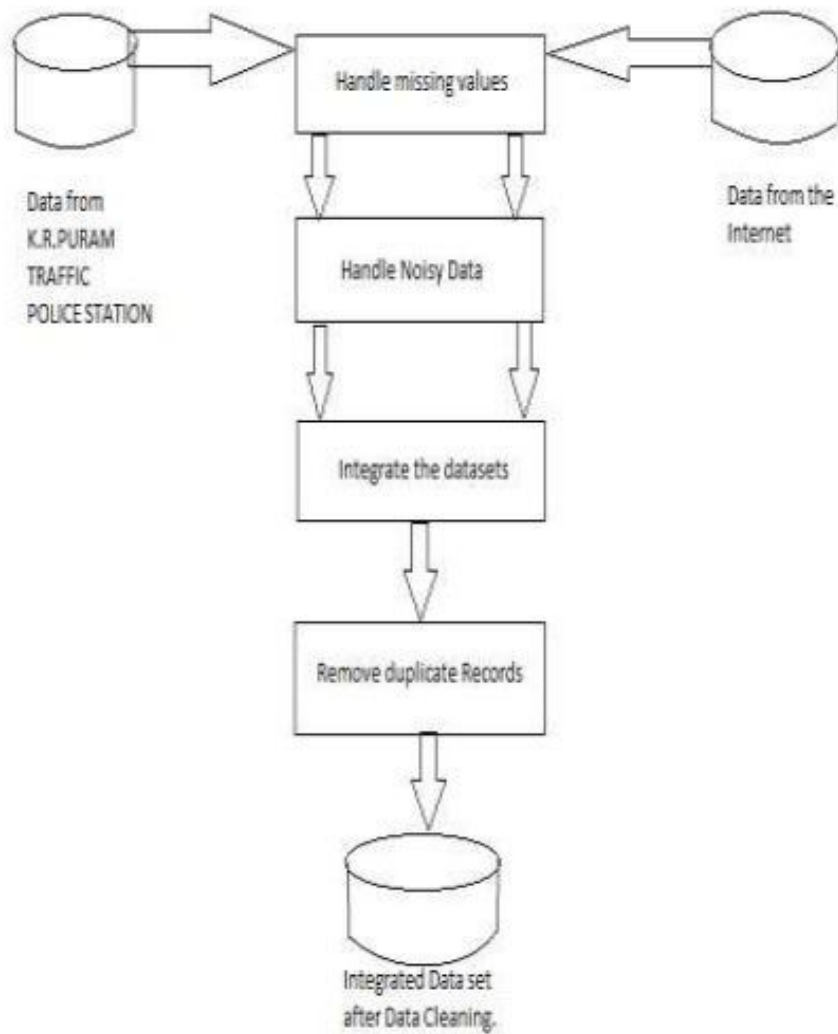 Handle missing values
Data from
K.R.PURAM
TRAFFIC
POLICE STATION
Data from the
Internet
Handle Noisy Data
Integrate the datasets
Remove duplicate Records
Integrated Data set
after Data Cleaning.